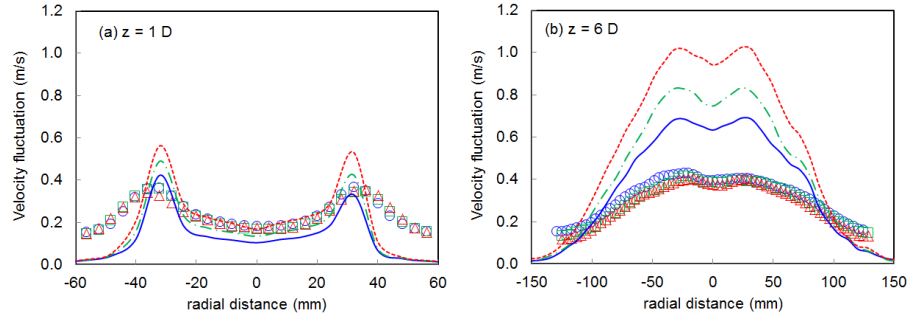 (a) z = 1 D
Velocity fluctuation (m/s)
1.2
1.0
0.8
0.6
0.4
0.2
0.0
-60 -40 -20 0 20 40 60
radial distance (mm)
(b) z = 6 D
Velocity fluctuation (m/s)
1.2
1.0
0.8
0.6
0.4
0.2
0.0
-150 -100 -50 0 50 100 150
radial distance (mm)